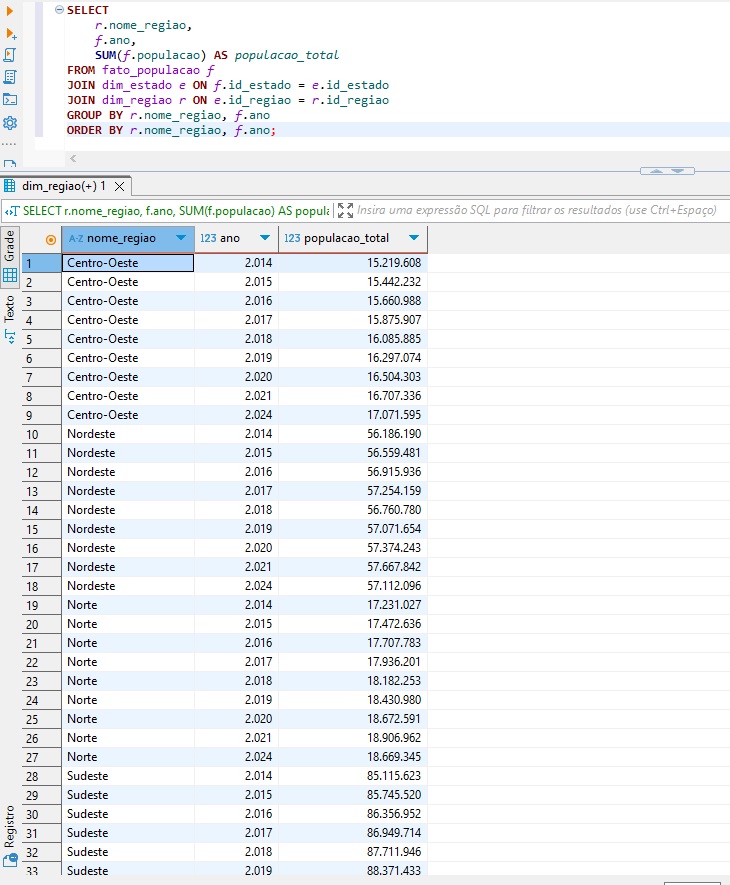 SELECT
r.nome_regiao,
f.ano,
SUM(f.populacao) AS populacao_total
FROM fato_populacao f
JOIN dim_estado e ON f.id_estado = e.id_estado
JOIN dim_regiao r ON e.id_regiao = r.id_regiao
GROUP BY r.nome_regiao, f.ano
ORDER BY r.nome_regiao, f.ano;
dim_regiao(+) 1
SELECT r.nome_regiao, f.ano, SUM(f.populacao) AS popula Insira uma expressão SQL para filtrar os resultados (use Ctrl+Espaço)
Grade
Texto
Registro
A-Z nome_regiao 123 ano 123 populacao_total
1 Centro-Oeste 2.014 15.219.608
2 Centro-Oeste 2.015 15.442.232
3 Centro-Oeste 2.016 15.660.988
4 Centro-Oeste 2.017 15.875.907
5 Centro-Oeste 2.018 16.085.885
6 Centro-Oeste 2.019 16.297.074
7 Centro-Oeste 2.020 16.504.303
8 Centro-Oeste 2.021 16.707.336
9 Centro-Oeste 2.024 17.071.595
10 Nordeste 2.014 56.186.190
11 Nordeste 2.015 56.559.481
12 Nordeste 2.016 56.915.936
13 Nordeste 2.017 57.254.159
14 Nordeste 2.018 56.760.780
15 Nordeste 2.019 57.071.654
16 Nordeste 2.020 57.374.243
17 Nordeste 2.021 57.667.842
18 Nordeste 2.024 57.112.096
19 Norte 2.014 17.231.027
20 Norte 2.015 17.472.636
21 Norte 2.016 17.707.783
22 Norte 2.017 17.936.201
23 Norte 2.018 18.182.253
24 Norte 2.019 18.430.980
25 Norte 2.020 18.672.591
26 Norte 2.021 18.906.962
27 Norte 2.024 18.669.345
28 Sudeste 2.014 85.115.623
29 Sudeste 2.015 85.745.520
30 Sudeste 2.016 86.356.952
31 Sudeste 2.017 86.949.714
32 Sudeste 2.018 87.711.946
33 Sudeste 2.019 88.371.433